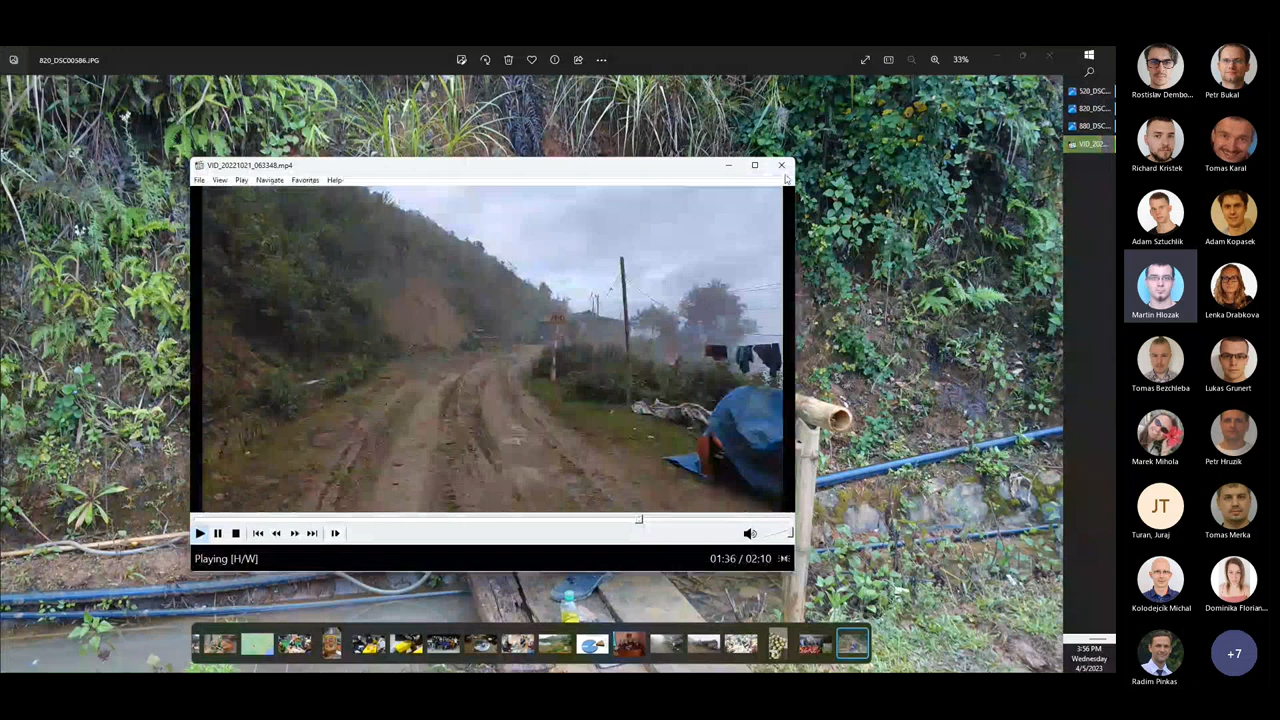 820_DSC00586.JPG
33%
VID_20221021_063348.mp4
File View Play Navigate Favorites Help
Playing [H/W]
01:36 / 02:10
520_DSC...
820_DSC...
880_DSC...
VID_202...
3:56 PM
Wednesday
4/5/2023
Rostislav Dembo...
Petr Bukal
Richard Kristek
Tomas Karal
Adam Sztuchlik
Adam Kopasek
Martin Hlozak
Lenka Drabkova
Tomas Bezchleba
Lukas Grunert
Marek Mihola
Petr Hruzik
JT
Turan, Juraj
Tomas Merka
Kolodejcík Michal
Dominika Florian...
Radim Pinkas
+7